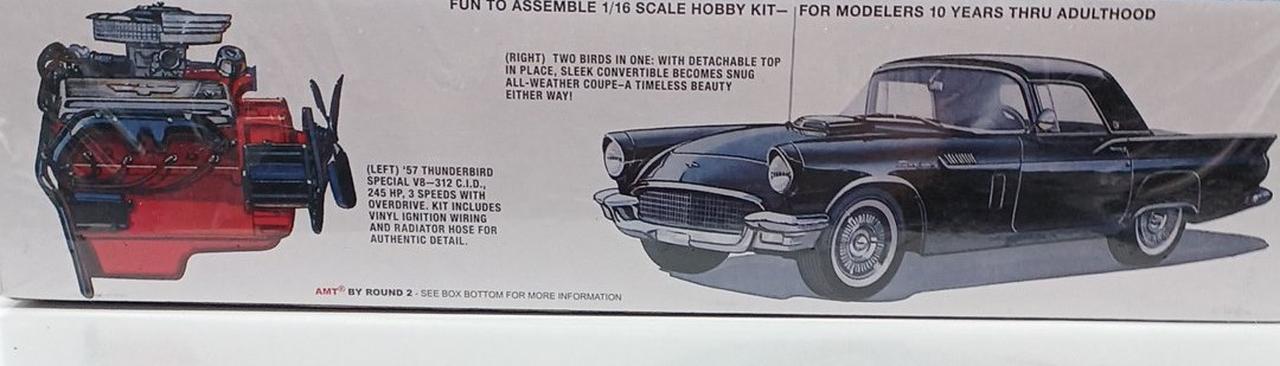 FUN TO ASSEMBLE 1/16 SCALE HOBBY KIT— FOR MODELERS 10 YEARS THRU ADULTHOOD
(RIGHT) TWO BIRDS IN ONE: WITH DETACHABLE TOP
IN PLACE, SLEEK CONVERTIBLE BECOMES SNUG
ALL-WEATHER COUPE–A TIMELESS BEAUTY
EITHER WAY!
(LEFT) '57 THUNDERBIRD
SPECIAL V8—312 C.I.D.,
245 HP, 3 SPEEDS WITH
OVERDRIVE. KIT INCLUDES
VINYL IGNITION WIRING
AND RADIATOR HOSE FOR
AUTHENTIC DETAIL.
AMT® BY ROUND 2 - SEE BOX BOTTOM FOR MORE INFORMATION